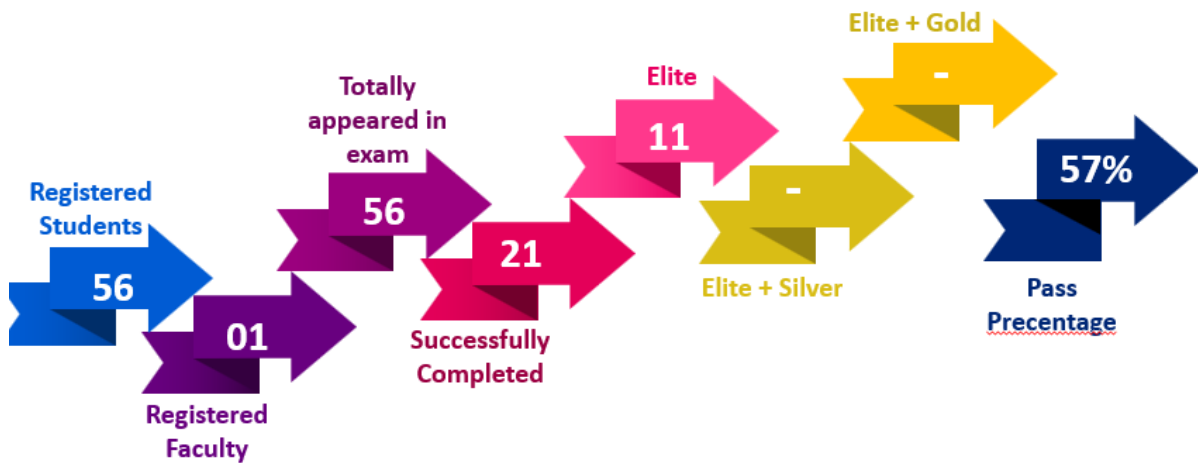 Registered
Students
56
01
Registered
Faculty
Totally
appeared in
exam
56
21
Successfully
Completed
Elite
11
-
Elite + Silver
Elite + Gold
-
57%
Pass
Precentage